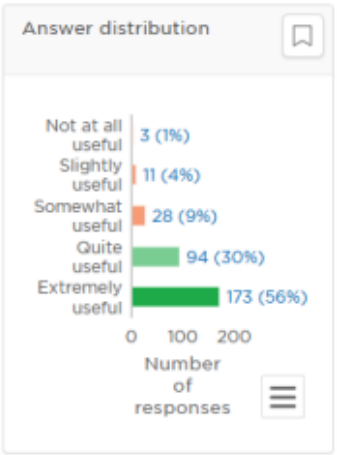 Answer distribution
Not at all
useful
3 (1%)
Slightly
useful
11 (4%)
Somewhat
useful
28 (9%)
Quite
useful
94 (30%)
Extremely
useful
173 (56%)
0 100 200
Number
of
responses